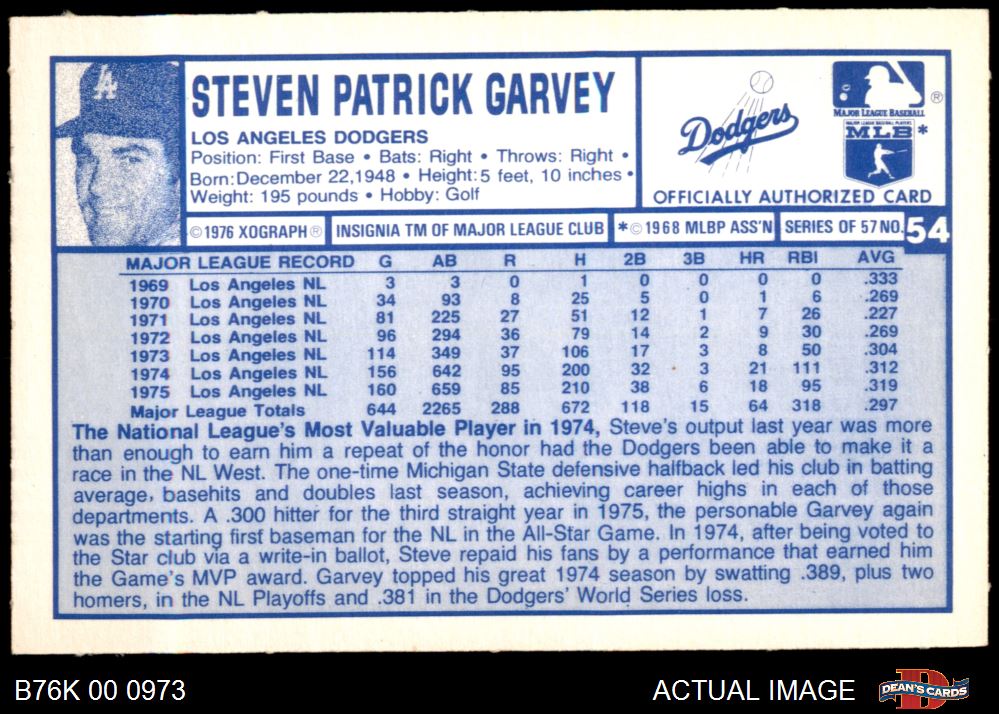 STEVEN PATRICK GARVEY
LOS ANGELES DODGERS
Position: First Base • Bats: Right • Throws: Right •
Born: December 22, 1948 • Height: 5 feet, 10 inches •
Weight: 195 pounds • Hobby: Golf
LA
Dodgers
MAJOR LEAGUE BASEBALL ®
MAJOR LEAGUE BASEBALL PLAYERS
MLB *
OFFICIALLY AUTHORIZED CARD
© 1976 XOGRAPH ® INSIGNIA TM OF MAJOR LEAGUE CLUB * © 1968 MLBP ASS'N SERIES OF 57 NO. 54
MAJOR LEAGUE RECORD G AB R H 2B 3B HR RBI AVG
1969 Los Angeles NL 3 3 0 1 0 0 0 0 .333
1970 Los Angeles NL 34 93 8 25 5 0 1 6 .269
1971 Los Angeles NL 81 225 27 51 12 1 7 26 .227
1972 Los Angeles NL 96 294 36 79 14 2 9 30 .269
1973 Los Angeles NL 114 349 37 106 17 3 8 50 .304
1974 Los Angeles NL 156 642 95 200 32 3 21 111 .312
1975 Los Angeles NL 160 659 85 210 38 6 18 95 .319
Major League Totals 644 2265 288 672 118 15 64 318 .297
The National League's Most Valuable Player in 1974, Steve's output last year was more
than enough to earn him a repeat of the honor had the Dodgers been able to make it a
race in the NL West. The one-time Michigan State defensive halfback led his club in batting
average, basehits and doubles last season, achieving career highs in each of those
departments. A .300 hitter for the third straight year in 1975, the personable Garvey again
was the starting first baseman for the NL in the All-Star Game. In 1974, after being voted to
the Star club via a write-in ballot, Steve repaid his fans by a performance that earned him
the Game's MVP award. Garvey topped his great 1974 season by swatting .389, plus two
homers, in the NL Playoffs and .381 in the Dodgers' World Series loss.
B76K 00 0973
ACTUAL IMAGE
D
DEAN'S CARDS